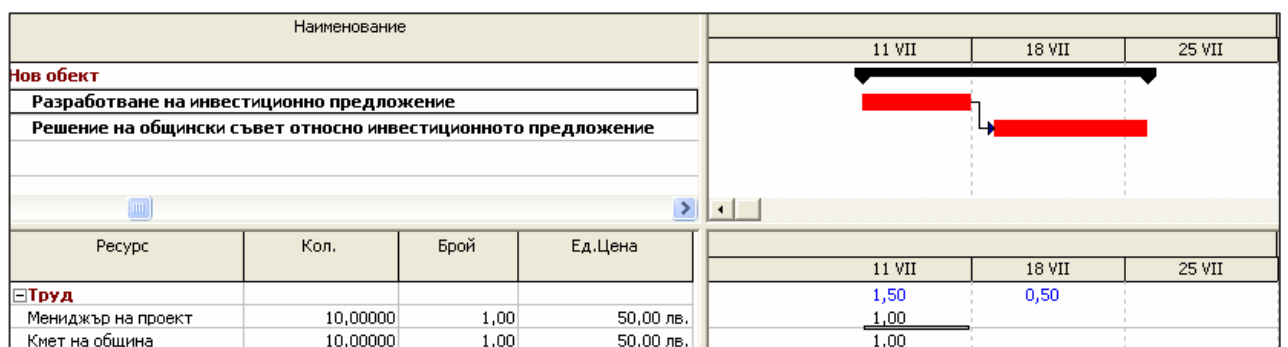 Наименование
11 VII 18 VII 25 VII
Нов обект
Разработване на инвестиционно предложение
Решение на общински съвет относно инвестиционното предложение
Ресурс Кол. Брой Ед.Цена
11 VII 18 VII 25 VII
Труд 1,50 0,50
Мениджър на проект 10,00000 1,00 50,00 лв. 1,00
Кмет на община 10,00000 1,00 50,00 лв. 1,00